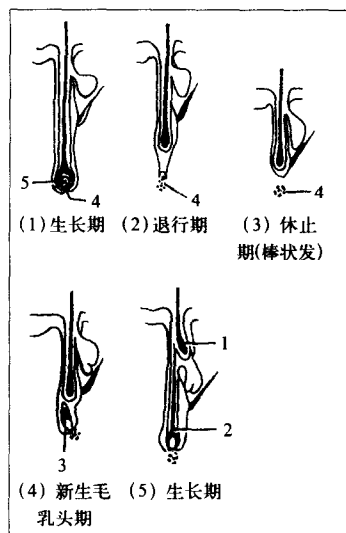 5
4
4
4
(1)生长期
(2)退行期
(3)休止
期(棒状发)
1
2
3
(4)新生毛
乳头期
(5)生长期